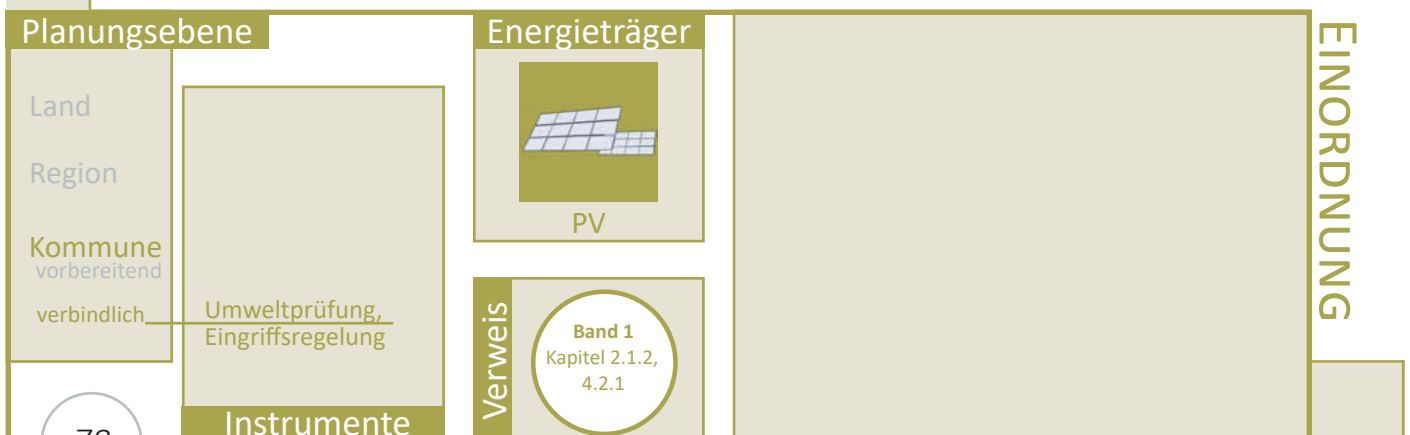 Planungsebene
Land
Region
Kommune
vorbereitend
verbindlich
Umweltprüfung,
Eingriffsregelung
Instrumente
Energieträger
PV
Verweis
Band 1
Kapitel 2.1.2,
4.2.1
EINORDNUNG